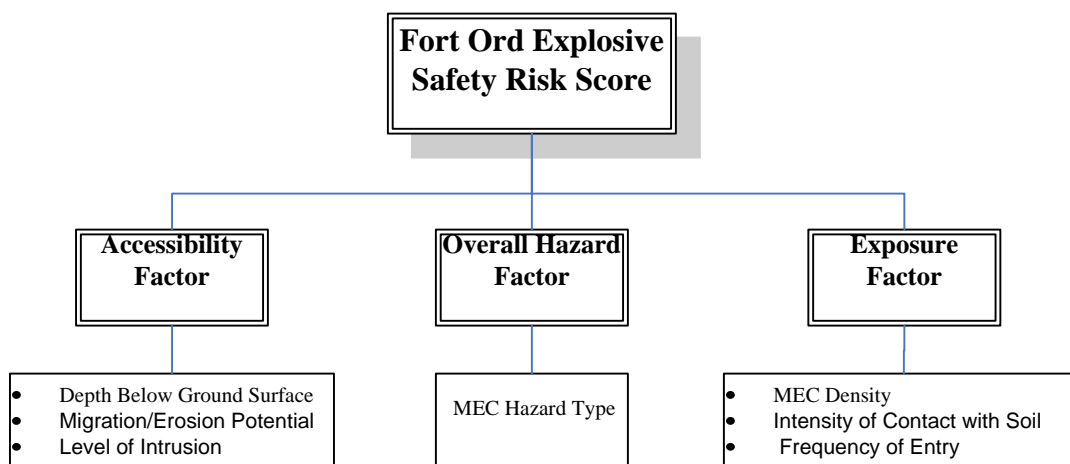 Fort Ord Explosive
Safety Risk Score
Accessibility
Factor
Overall Hazard
Factor
Exposure
Factor
• Depth Below Ground Surface
• Migration/Erosion Potential
• Level of Intrusion
MEC Hazard Type
• MEC Density
• Intensity of Contact with Soil
• Frequency of Entry